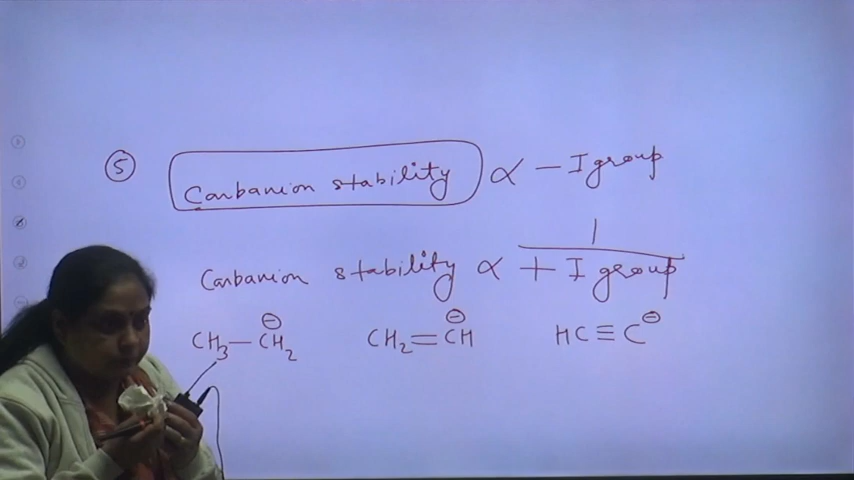 ⑤ Carbanion stability ∝ – I group
Carbanion stability ∝ 1 / + I group
CH₃–CH₂⊖ CH₂=CH⊖ HC≡C⊖